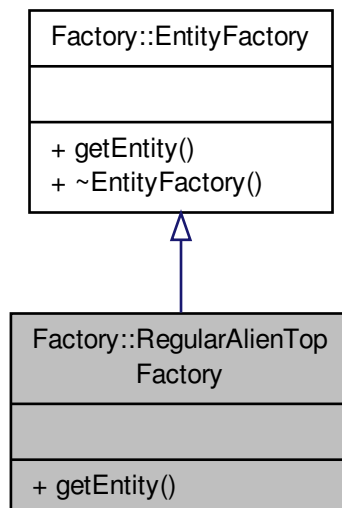 Factory::EntityFactory
+ getEntity()
+ ~EntityFactory()
Factory::RegularAlienTop
Factory
+ getEntity()